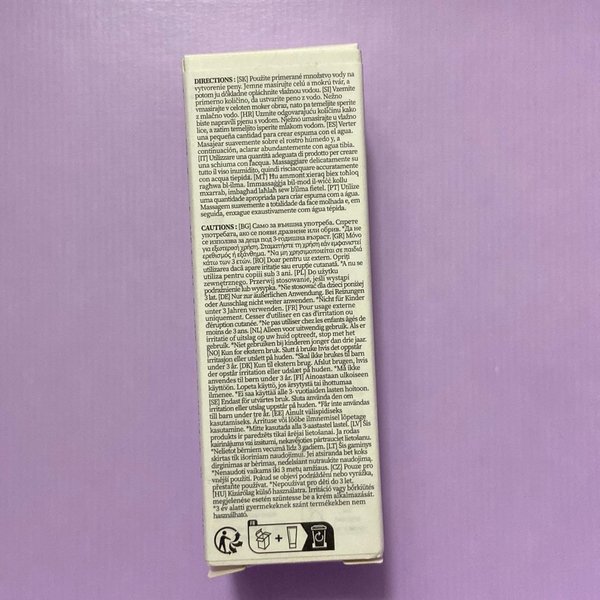 DIRECTIONS : [SK] Použite primerané množstvo vody na
vytvorenie peny. Jemne masírujte celú a mokrú tvár, a
potom ju dôkladne opláchnite vlažnou vodou. [SI] Vzemite
primerno količino, da ustvarite peno z vodo. Nežno
vmasirajte v celoten moker obraz, nato pa temeljito sperite
z mlačno vodo. [HR] Uzmite odgovarajuću količinu kako
biste napravili pjenu s vodom. Nježno umasirajte u vlažno
lice, a zatim temeljito isperite mlakom vodom. [ES] Verter
una pequeña cantidad para crear espuma con el agua.
Masajear suavemente sobre el rostro húmedo y, a
continuación, aclarar abundantemente con agua tibia.
[IT] Utilizzare una quantità adeguata di prodotto per creare
una schiuma con l'acqua. Massaggiare delicatamente su
tutto il viso inumidito, quindi risciacquare accuratamente
con acqua tiepida. [MT] Hu ammont xieraq biex toħloq
ragħwa bl-ilma. Immassaġġja bil-mod il-wiċċ kollu
mxarrab, imbagħad laħlaħ sew b'ilma fietel. [PT] Utilize
uma quantidade apropriada para criar espuma com a água.
Massagem suavemente a totalidade da face molhada e, em
seguida, enxague exaustivamente com água tépida.
CAUTIONS : [BG] Само за външна употреба. Спрете
употребата, ако се появи дразнене или обрив. *Да не
се използва за деца под 3-годишна възраст. [GR] Μόνο
για εξωτερική χρήση. Σταματήστε τη χρήση εάν εμφανιστεί
ερεθισμός ή εξάνθημα. *Να μην χρησιμοποιείται σε παιδιά
κάτω των 3 ετών. [RO] Doar pentru uz extern. Opriți
utilizarea dacă apare iritație sau erupție cutanată. *A nu se
utiliza pentru copiii sub 3 ani. [PL] Do użytku
zewnętrznego. Przerwij stosowanie, jeśli wystąpi
podrażnienie lub wysypka. *Nie stosować dla dzieci poniżej
3 lat. [DE] Nur zur äußerlichen Anwendung. Bei Reizungen
oder Ausschlag nicht weiter anwenden. *Nicht für Kinder
unter 3 Jahren verwenden. [FR] Pour usage externe
uniquement. Cesser d'utiliser en cas d'irritation ou
d'éruption cutanée. *Ne pas utiliser chez les enfants âgés de
moins de 3 ans. [NL] Alleen voor uitwendig gebruik. Als er
irritatie of uitslag op uw huid optreedt, stop met het
gebruik. *Niet gebruiken bij kinderen jonger dan drie jaar.
[NO] Kun for ekstern bruk. Slutt å bruke hvis det oppstår
irritasjon eller utslett på huden. *Skal ikke brukes til barn
under 3 år. [DK] Kun til ekstern brug. Afslut brugen, hvis
der opstår irritation eller udslæt på huden. *Må ikke
anvendes til børn under 3 år. [FI] Ainoastaan ulkoiseen
käyttöön. Lopeta käyttö, jos ärsytystä tai ihottumaa
ilmenee. *Ei saa käyttää alle 3- vuotiaiden lasten hoitoon.
[SE] Endast för utvärtes bruk. Sluta använda den om
irritation eller utslag uppstår på huden. *Får inte användas
till barn under tre år. [EE] Ainult välispidiseks
kasutamiseks. Ärrituse või lööbe ilmnemisel lõpetage
kasutamine. *Mitte kasutada alla 3-aastastel lastel. [LV] Šis
produkts ir paredzēts tikai ārējai lietošanai. Ja rodas
kairinājums vai izsitumi, nekavējoties pārtrauciet lietošanu.
*Nelietot bērniem vecumā līdz 3 gadiem. [LT] Šis gaminys
skirtas tik išoriniam naudojimui. Jei atsiranda bet koks
dirginimas ar bėrimas, nedelsiant nutraukite naudojimą.
*Nenaudoti vaikams iki 3 metų amžiaus. [CZ] Pouze pro
vnější použití. Pokud se objeví podráždění nebo vyrážka,
přestaňte používat. *Nepoužívat pro děti do 3 let.
[HU] Kizárólag külső használatra. Irritáció vagy bőrkiütés
megjelenése esetén szüntesse be a krém alkalmazását.
*3 év alatti gyermekeknek szánt termékekben nem
használható.
FR
+